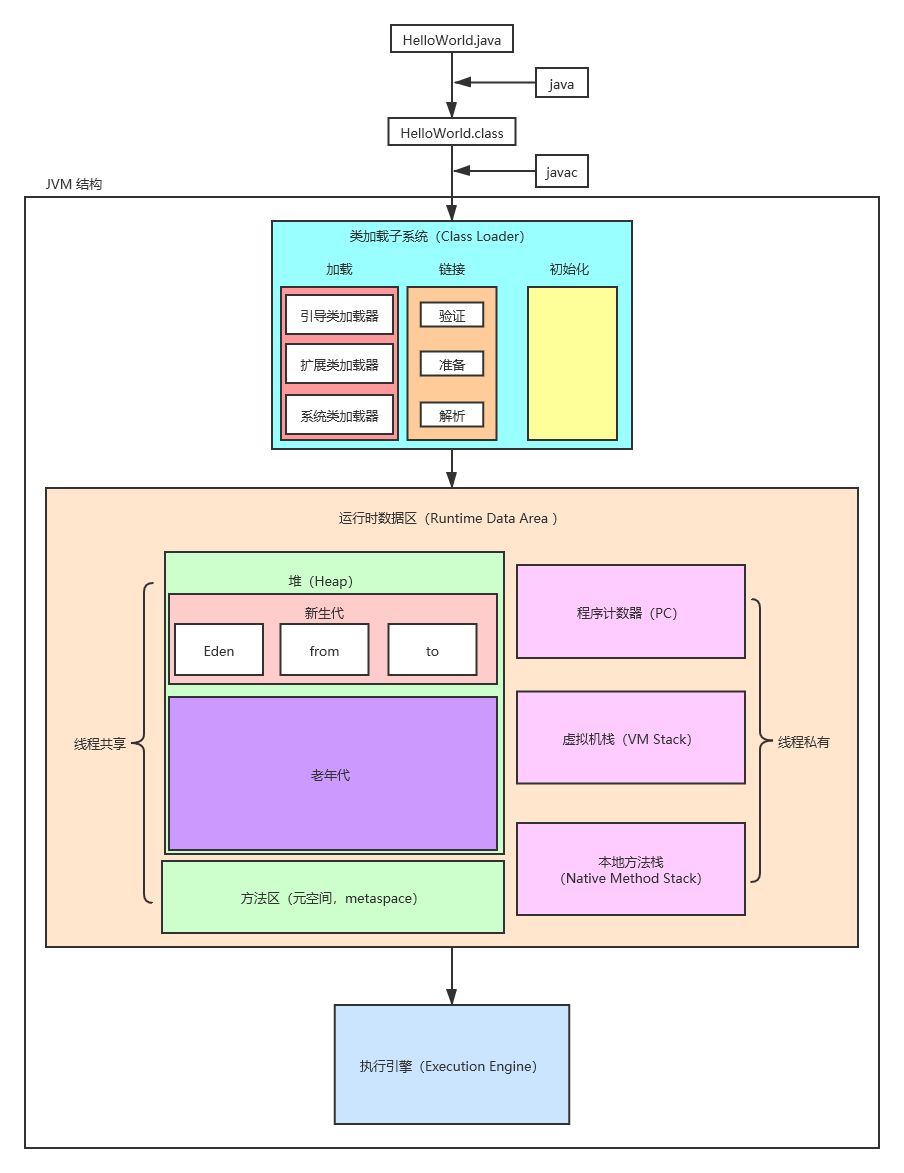 HelloWorld.java
java
HelloWorld.class
javac
JVM 结构
类加载子系统（Class Loader）
加载
链接
初始化
引导类加载器
验证
扩展类加载器
准备
系统类加载器
解析
运行时数据区（Runtime Data Area ）
堆（Heap）
新生代
Eden
from
to
老年代
方法区（元空间，metaspace）
线程共享
程序计数器（PC）
虚拟机栈（VM Stack）
本地方法栈
（Native Method Stack）
线程私有
执行引擎（Execution Engine）